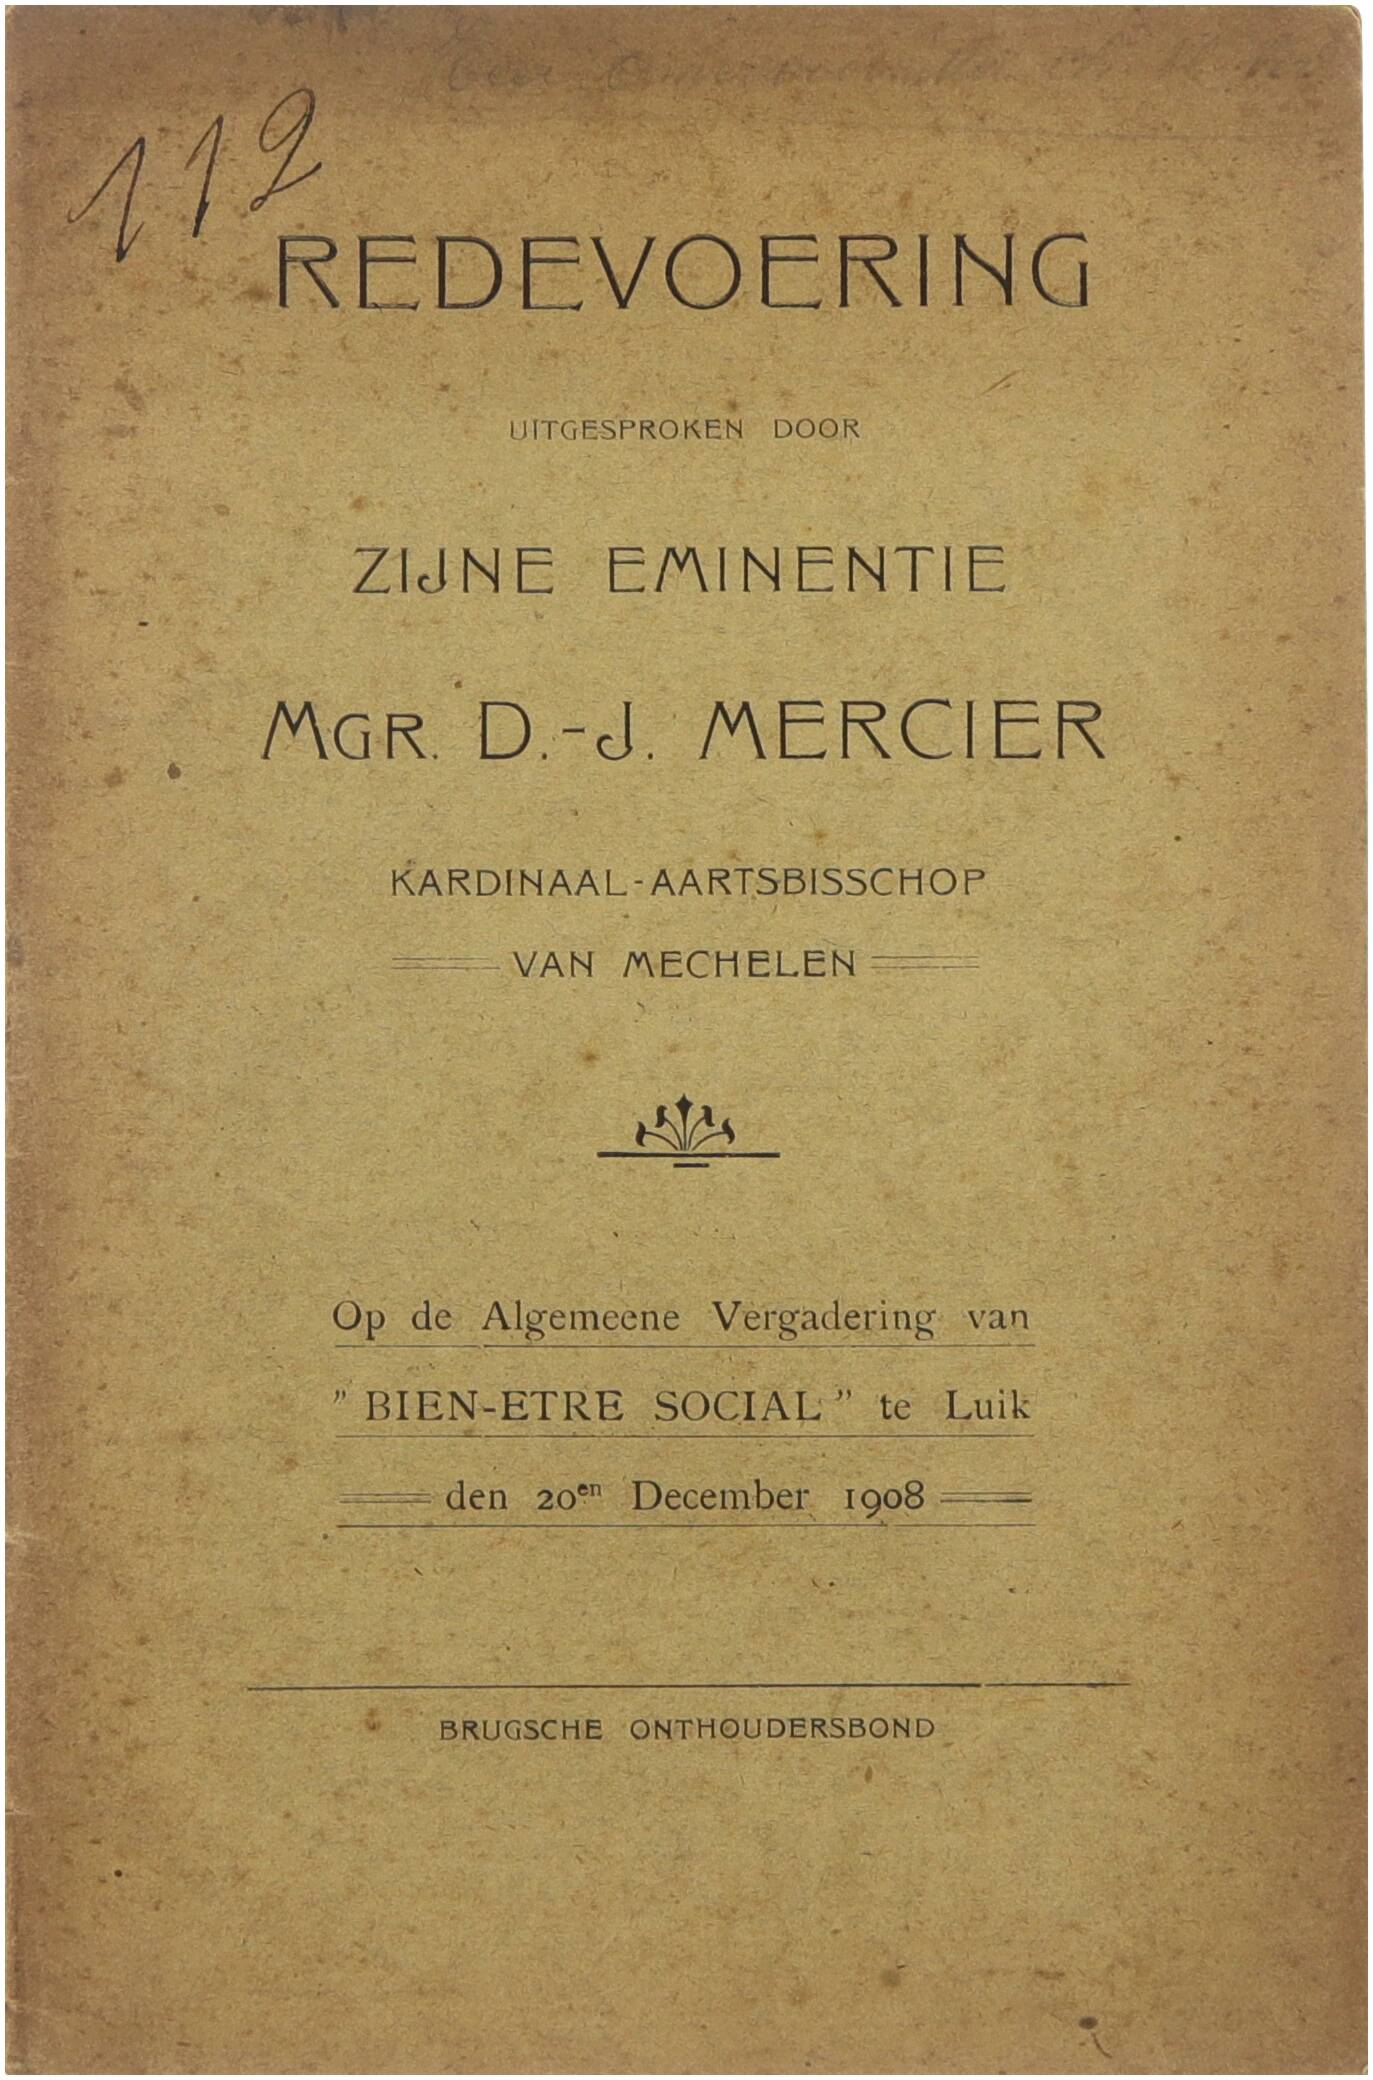 112
REDEVOERING
UITGESPROKEN DOOR
ZIJNE EMINENTIE
MGR. D.-J. MERCIER
KARDINAAL-AARTSBISSCHOP
VAN MECHELEN
Op de Algemeene Vergadering van
" BIEN-ETRE SOCIAL " te Luik
den 20en December 1908
BRUGSCHE ONTHOUDERSBOND